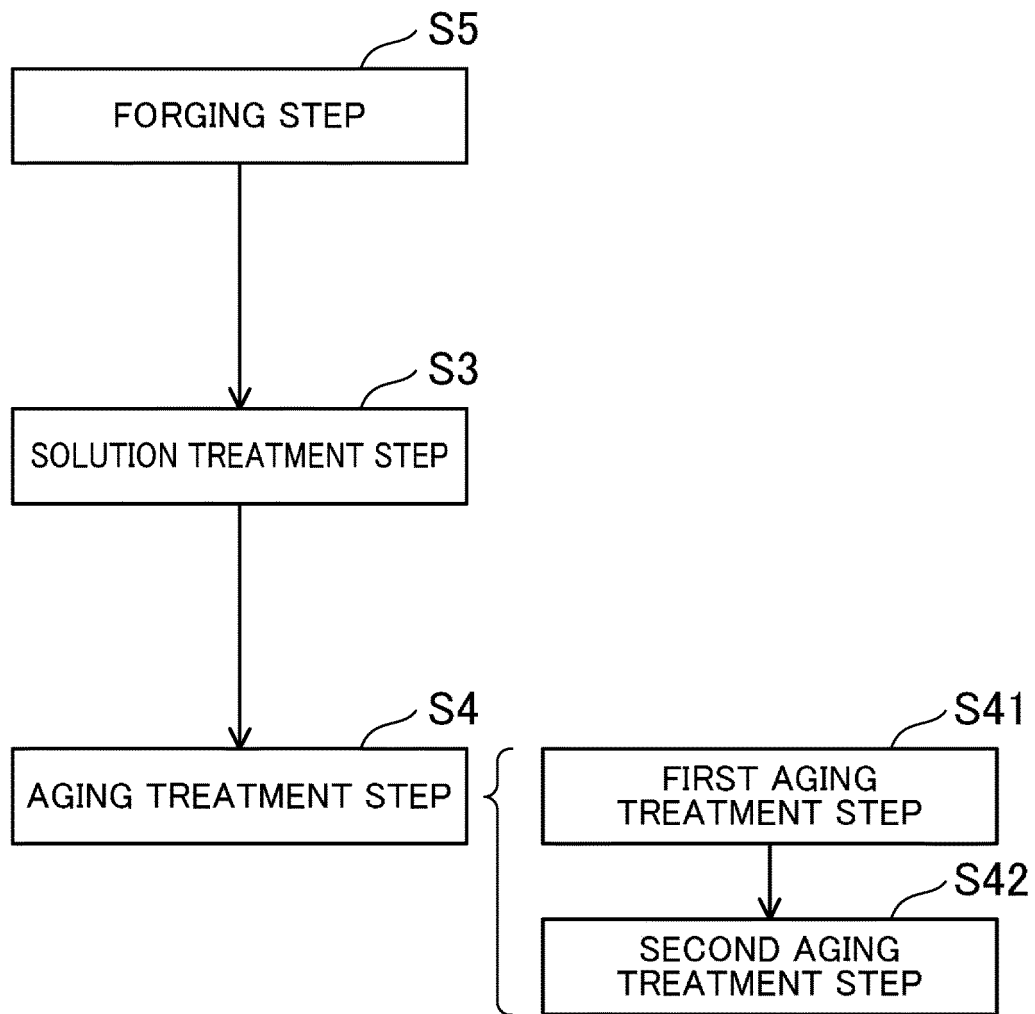 S5
FORGING STEP
S3
SOLUTION TREATMENT STEP
S4
AGING TREATMENT STEP
S41
FIRST AGING
TREATMENT STEP
S42
SECOND AGING
TREATMENT STEP